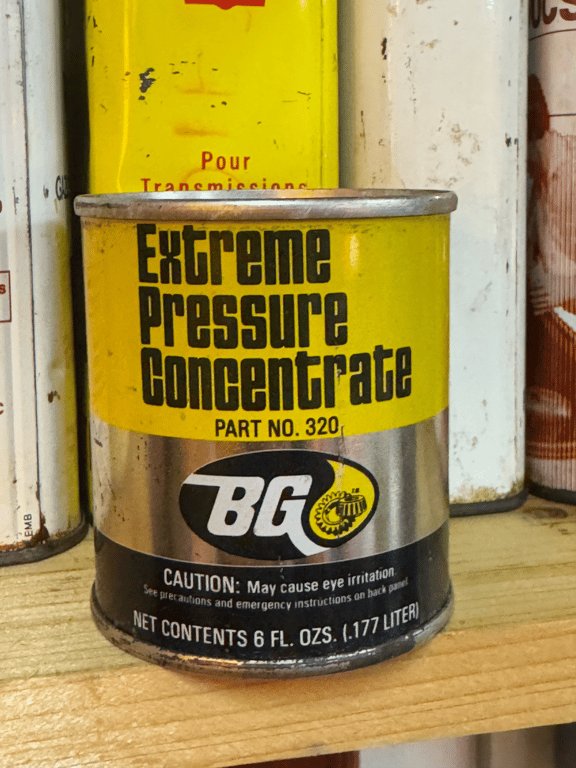 Pour
Transmissions
Extreme
Pressure
Concentrate
PART NO. 320
BG
CAUTION: May cause eye irritation.
See precautions and emergency instructions on back panel
NET CONTENTS 6 FL. OZS. (.177 LITER)
EMB